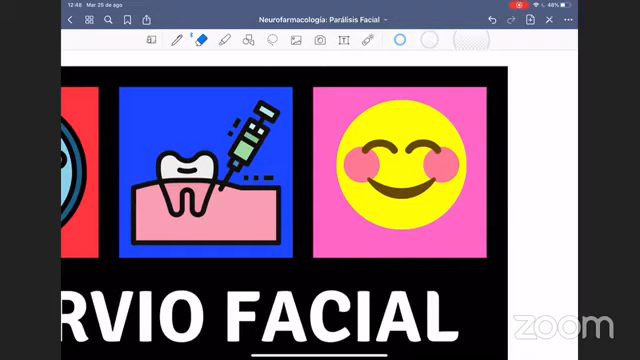 12:48 Mar 25 de ago
48%
Neurofarmacología: Parálisis Facial
RVIO FACIAL
zoom